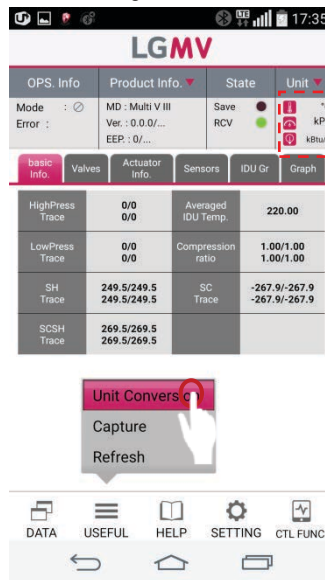 17:35
LGMV
OPS. Info Product Info. ▼ State Unit ▼
Mode : ⊘ MD : Multi V III Save
Error : Ver. : 0.0.0/... RCV kP
EEP. : 0/... kBtu/
basic Info. Valves Actuator Info. Sensors IDU Gr Graph
HighPress Trace 0/0 0/0 Averaged IDU Temp. 220.00
LowPress Trace 0/0 0/0 Compression ratio 1.00/1.00 1.00/1.00
SH Trace 249.5/249.5 249.5/249.5 SC Trace -267.9/-267.9 -267.9/-267.9
SCSH Trace 269.5/269.5 269.5/269.5
Unit Convers
Capture
Refresh
DATA USEFUL HELP SETTING CTL FUNC